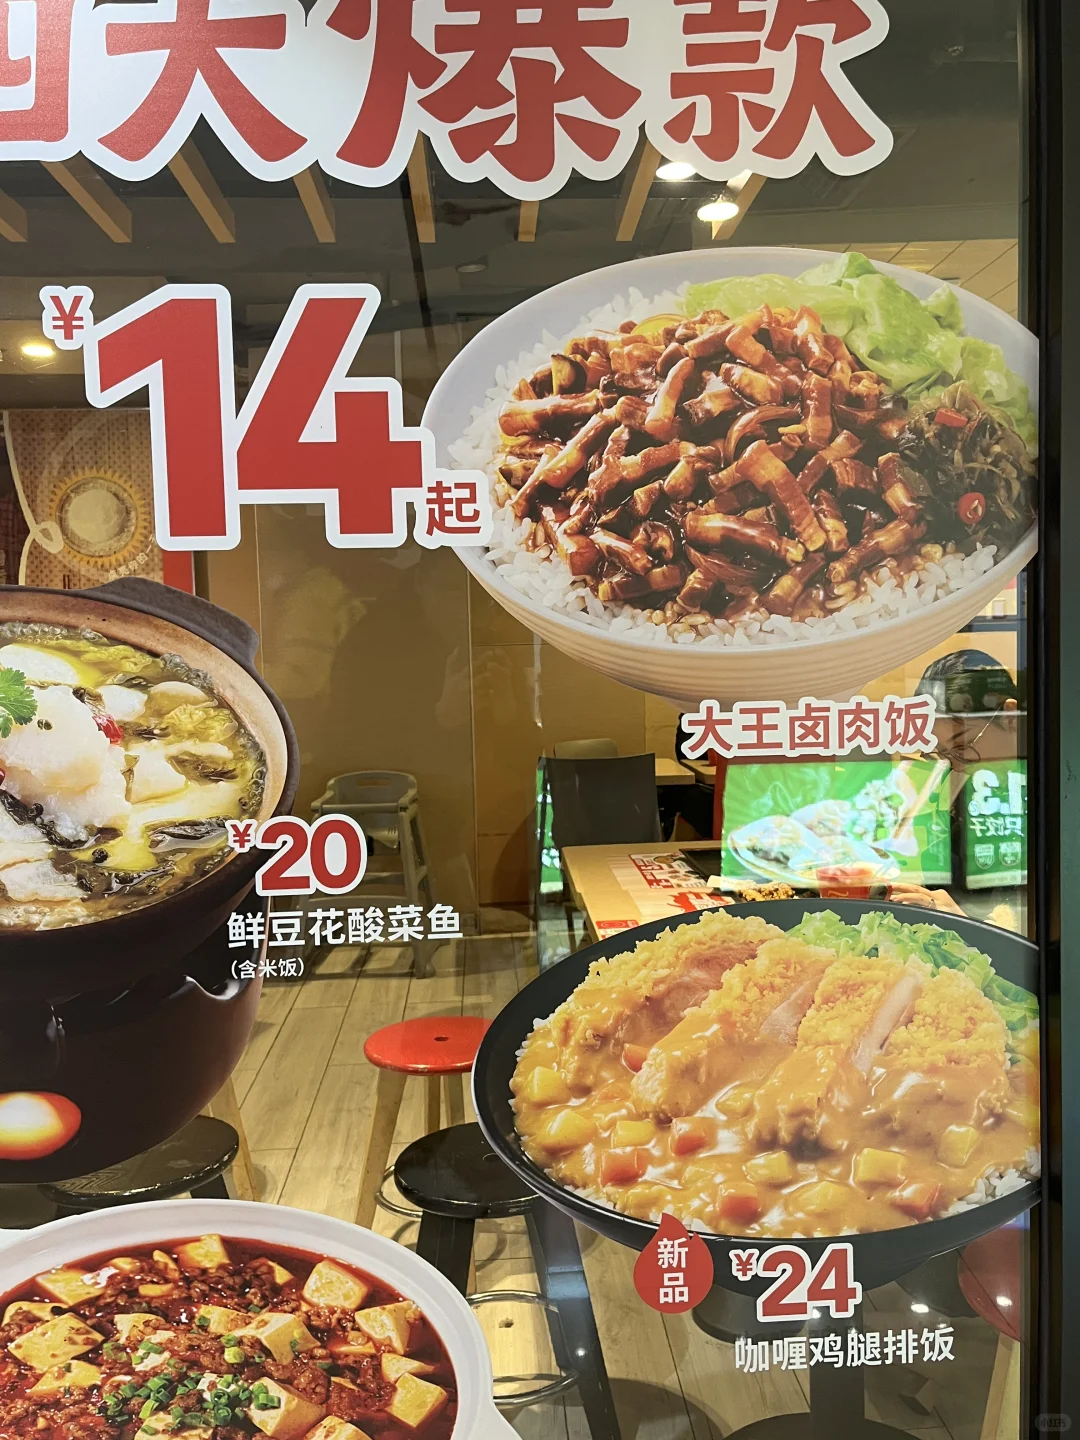 大爆款
¥14起
大王卤肉饭
¥20
鲜豆花酸菜鱼
(含米饭)
新品
¥24
咖喱鸡腿排饭